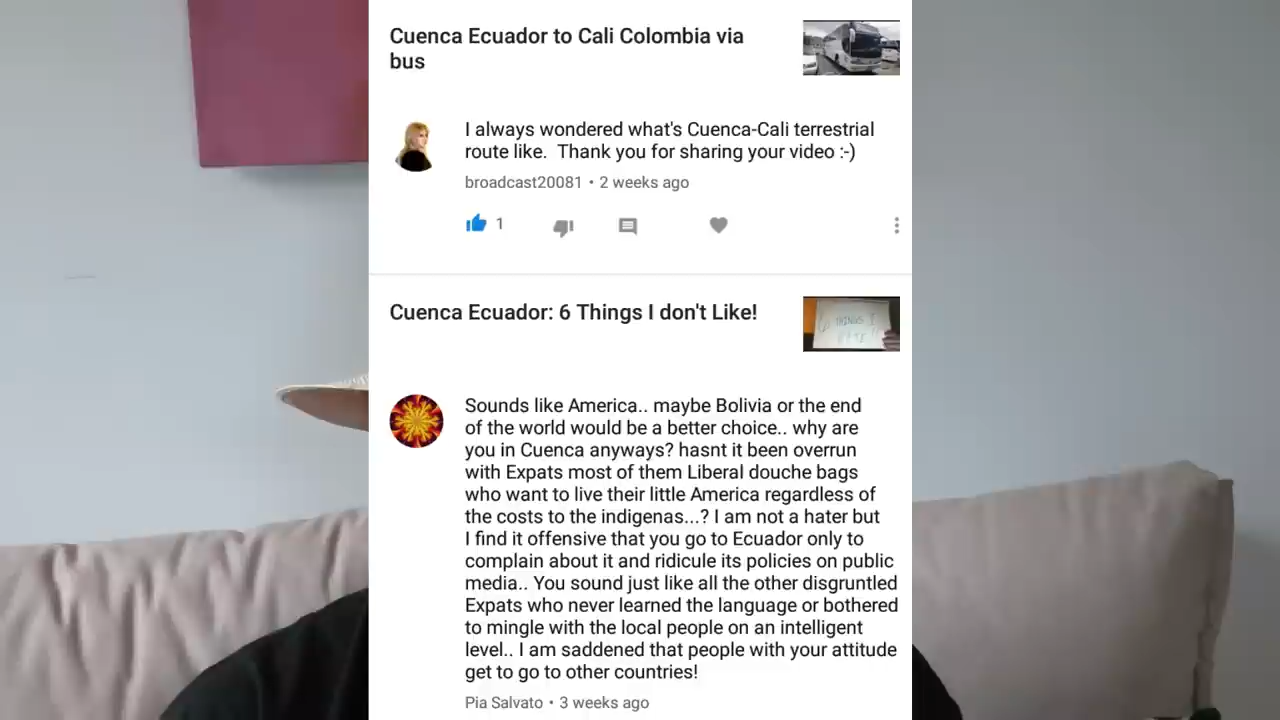 Cuenca Ecuador to Cali Colombia via
bus
I always wondered what's Cuenca-Cali terrestrial
route like.  Thank you for sharing your video :-)
broadcast20081 • 2 weeks ago
1
Cuenca Ecuador: 6 Things I don't Like!
6 THINGS I
Sounds like America.. maybe Bolivia or the end
of the world would be a better choice.. why are
you in Cuenca anyways? hasnt it been overrun
with Expats most of them Liberal douche bags
who want to live their little America regardless of
the costs to the indigenas...? I am not a hater but
I find it offensive that you go to Ecuador only to
complain about it and ridicule its policies on public
media.. You sound just like all the other disgruntled
Expats who never learned the language or bothered
to mingle with the local people on an intelligent
level.. I am saddened that people with your attitude
get to go to other countries!
Pia Salvato • 3 weeks ago